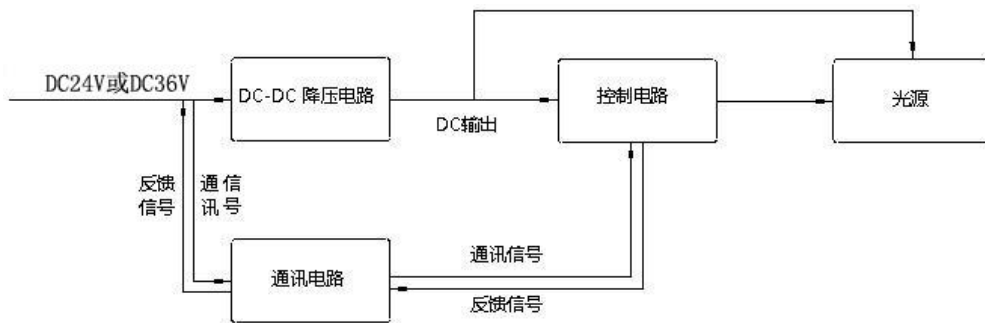 DC24V或DC36V
DC-DC 降压电路
控制电路
光源
DC输出
反馈
信号
通 信
讯 号
通讯信号
通讯电路
反馈信号